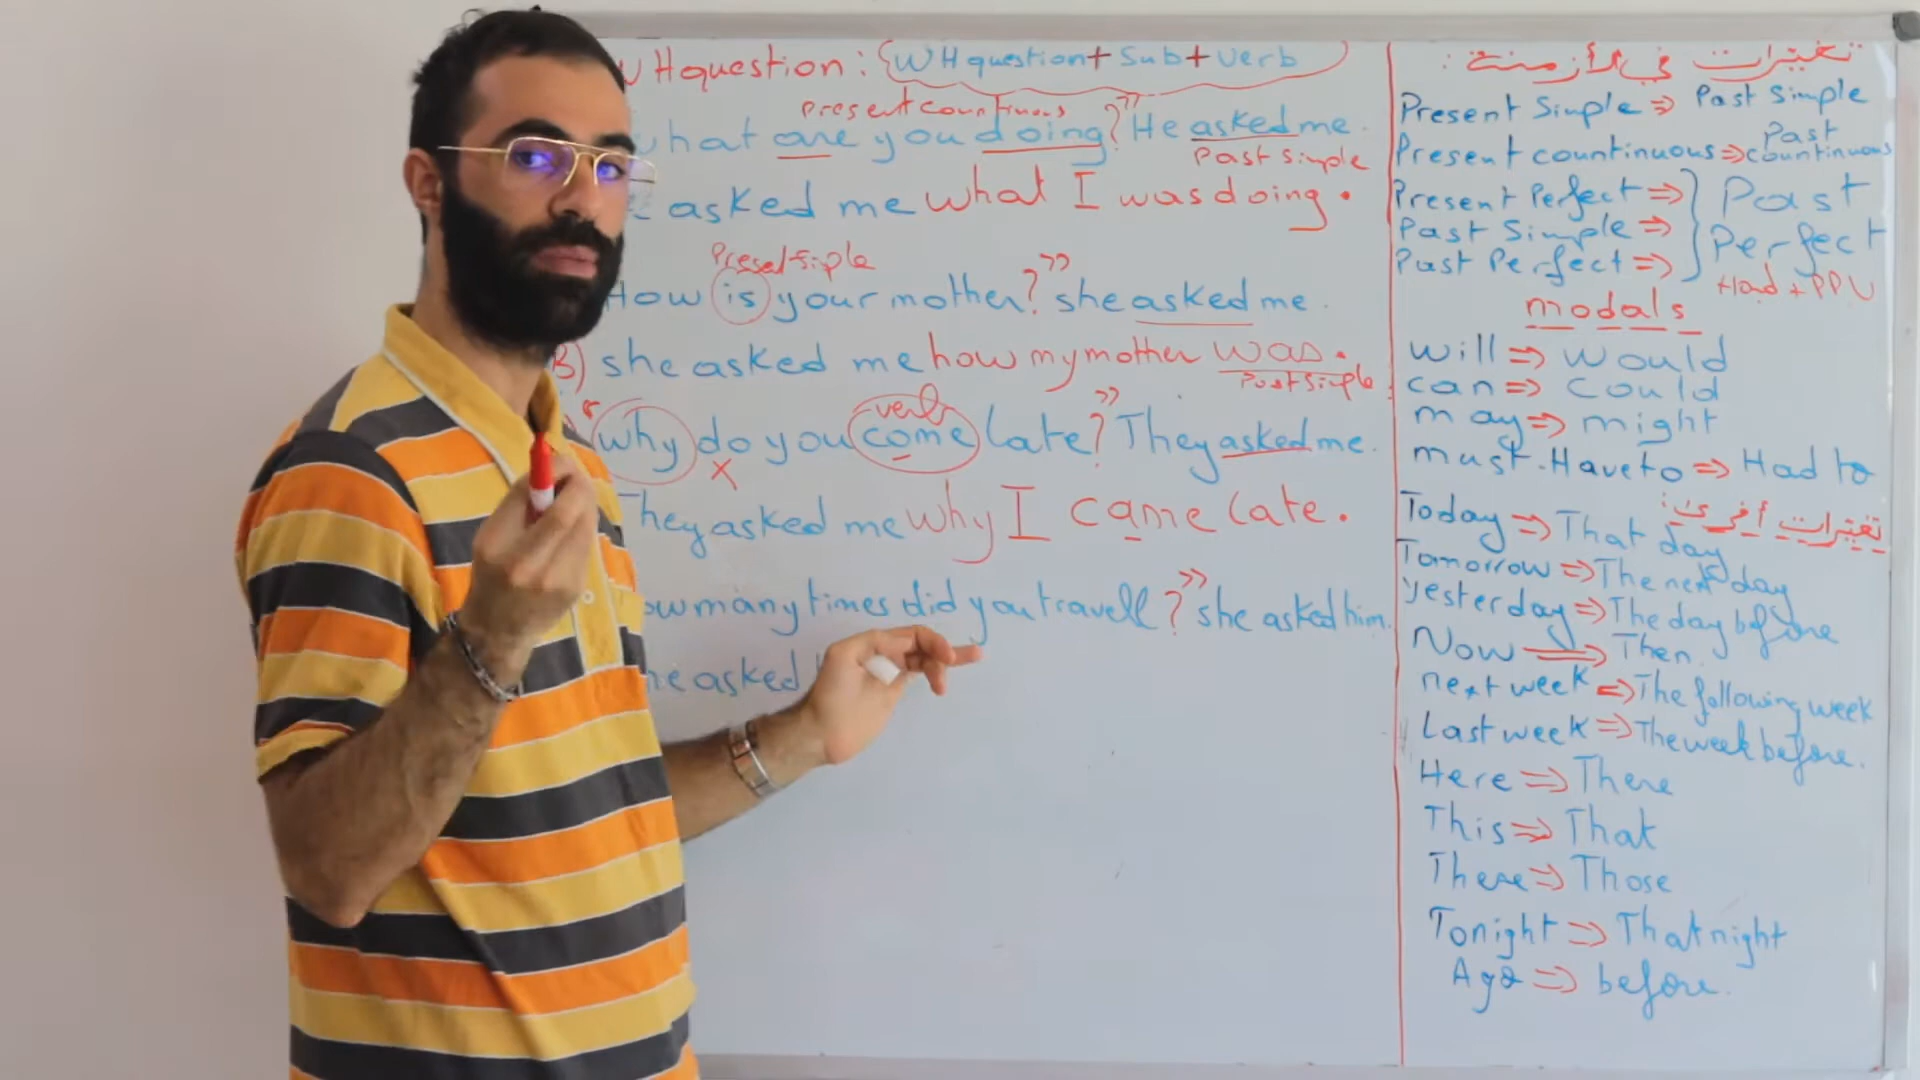 WHquestion: WHquestion+Sub+verb
Present countinuous
what are you doing?" He asked me.
Past Simple
asked me what I was doing.
Presetsiple
How is your mother?" she asked me.
B) she asked me how my mother was.
Past Simple
verb
why do you come late?" They asked me.
X
They asked me why I came late.
ow many times did you travell?" she asked him.
he asked
تغيرات في الأزمنة:
Present Simple => Past Simple
Present countinuous => Past countinuous
Present Perfect =>
Past Simple =>
Past Perfect =>
Past Perfect
Had + PPV
modals
will => would
can => could
may => might
must. Have to => Had to
تغيرات أخرى:
Today => That day
Tomorrow => The next day
Yesterday => The day before
Now => Then.
next week => The following week
Last week => The week before.
Here => There
This => That
These => Those
Tonight => That night
Ago => before.